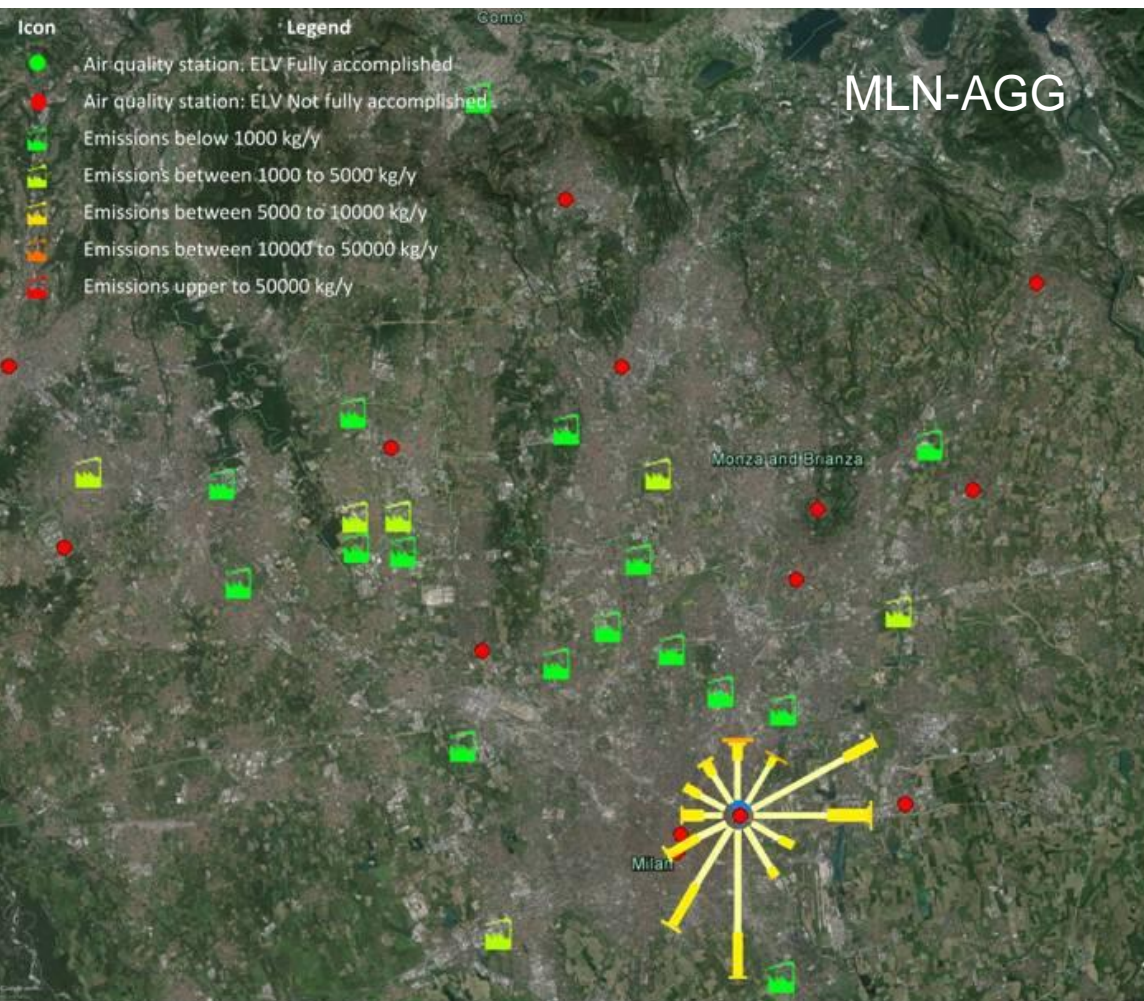 Como
Icon Legend
Air quality station: ELV Fully accomplished
Air quality station: ELV Not fully accomplished
Emissions below 1000 kg/y
Emissions between 1000 to 5000 kg/y
Emissions between 5000 to 10000 kg/y
Emissions between 10000 to 50000 kg/y
Emissions upper to 50000 kg/y
MLN-AGG
Monza and Brianza
Milan